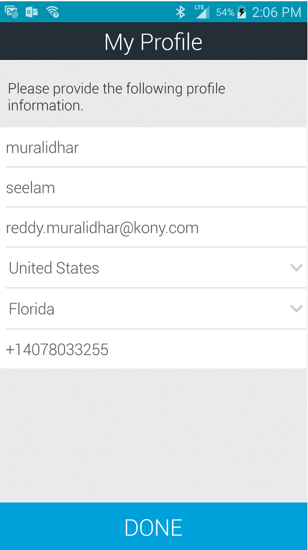 LTE 54% 2:06 PM
My Profile
Please provide the following profile
information.
muralidhar
seelam
reddy.muralidhar@kony.com
United States
Florida
+14078033255
DONE